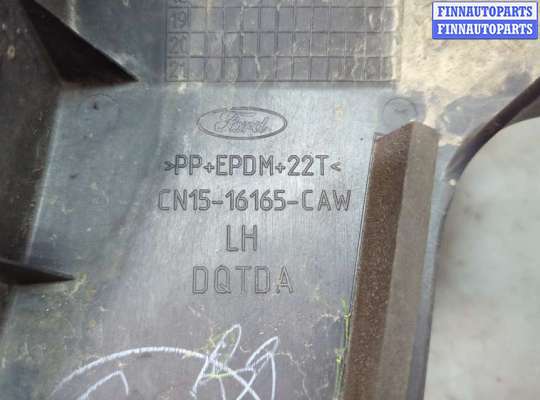 FINNAUTOPARTS
FINNAUTOPARTS
19
20
21
Ford
>PP+EPDM+22T<
CN15-16165-CAW
LH
DQTDA